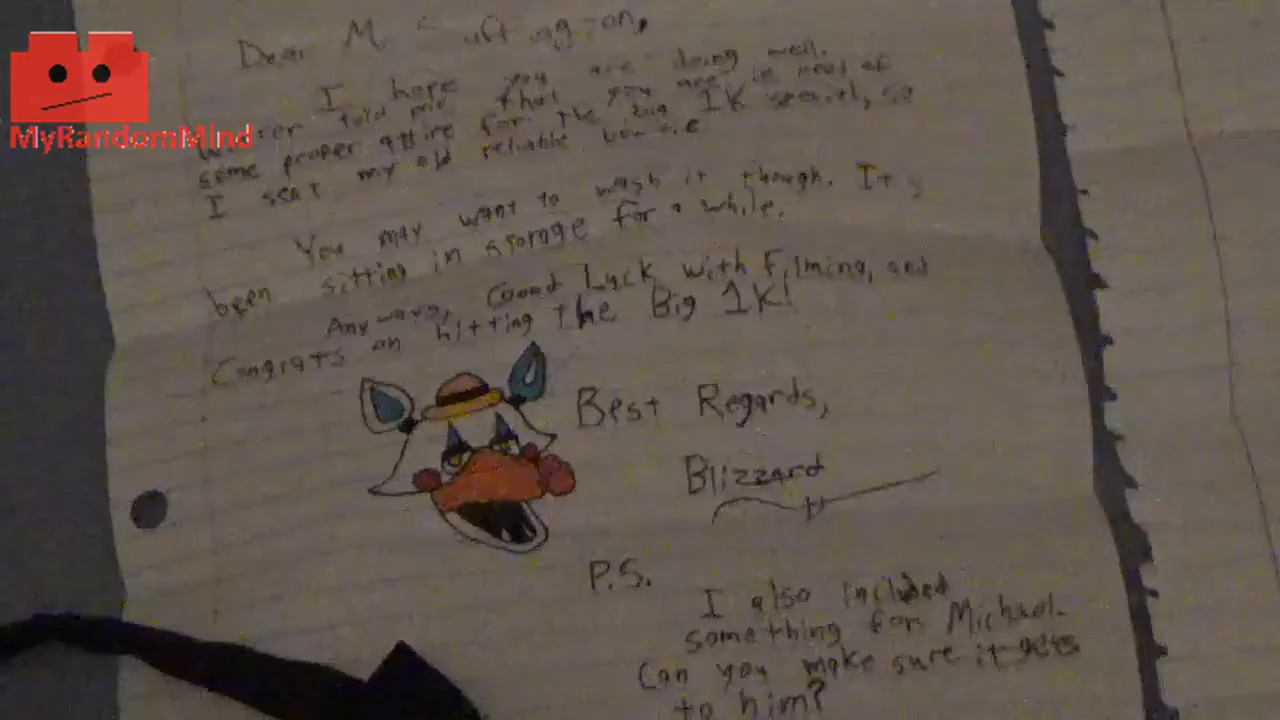 MyRandomMind
Dear Mr
I hope you are doing well.
told me that you are in need of
some proper attire for the big 1K special, so
I sent my old reliable
You may want to wash it though. It's
been sitting in storage for a while.
Anyways, Good Luck with Filming, and
Congrats on hitting The Big 1K!
Best Regards,
Blizzard
P.S.
I also included
something for Michael.
Can you make sure it gets
to him?